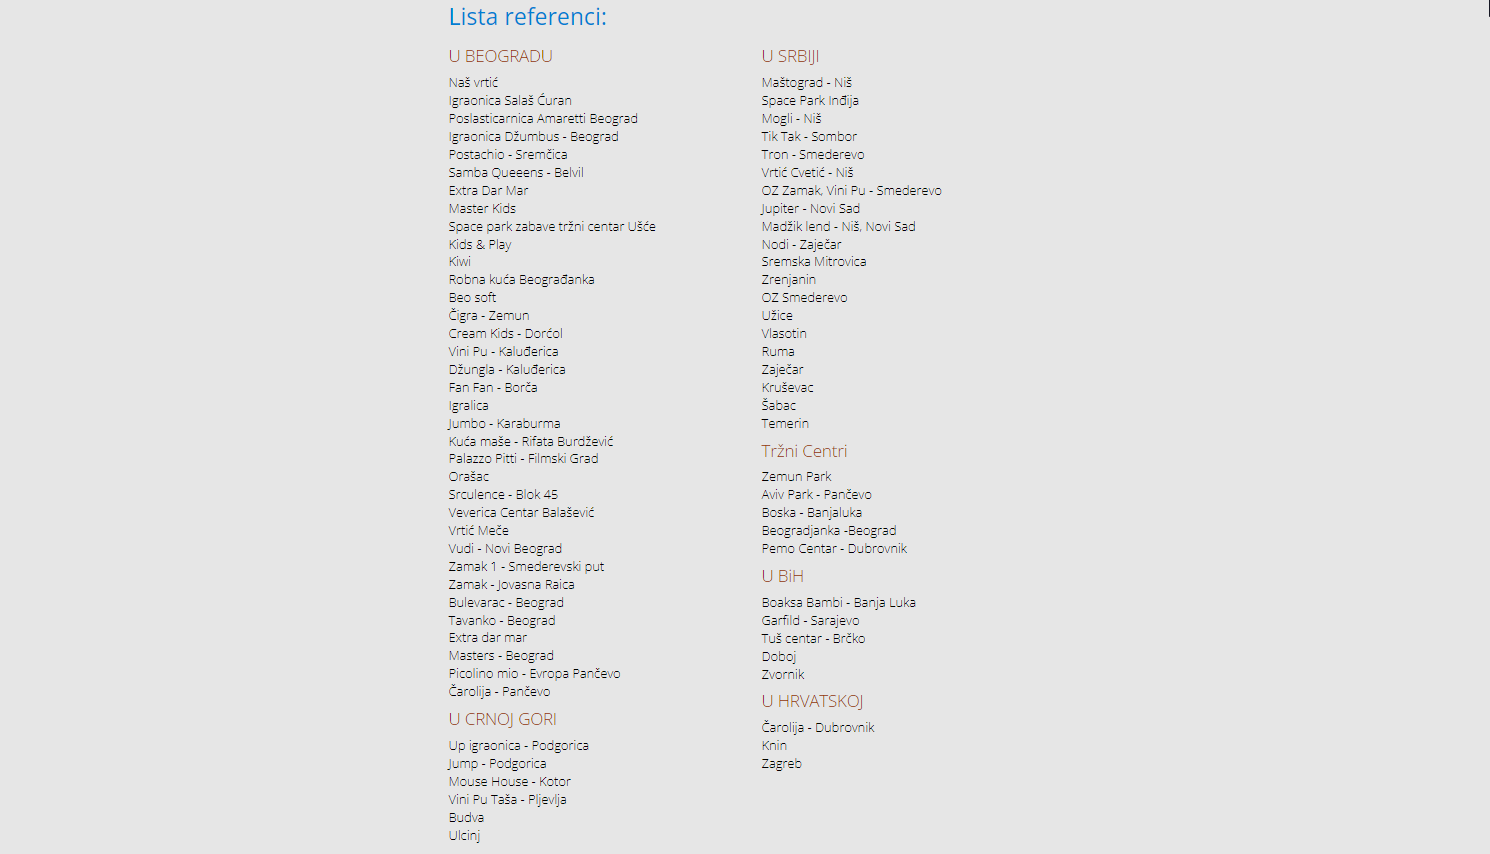 Lista referenci:
U BEOGRADU
Naš vrtić
Igraonica Salaš Ćuran
Poslasticarnica Amaretti Beograd
Igraonica Džumbus - Beograd
Postachio - Sremčica
Samba Queeens - Belvil
Extra Dar Mar
Master Kids
Space park zabave tržni centar Ušće
Kids & Play
Kiwi
Robna kuća Beograđanka
Beo soft
Čigra - Zemun
Cream Kids - Dorćol
Vini Pu - Kaluđerica
Džungla - Kaluđerica
Fan Fan - Borča
Igralica
Jumbo - Karaburma
Kuća maše - Rifata Burdžević
Palazzo Pitti - Filmski Grad
Orašac
Srculence - Blok 45
Veverica Centar Balašević
Vrtić Meče
Vudi - Novi Beograd
Zamak 1 - Smederevski put
Zamak - Jovasna Raica
Bulevarac - Beograd
Tavanko - Beograd
Extra dar mar
Masters - Beograd
Picolino mio - Evropa Pančevo
Čarolija - Pančevo
U CRNOJ GORI
Up igraonica - Podgorica
Jump - Podgorica
Mouse House - Kotor
Vini Pu Taša - Pljevlja
Budva
Ulcinj
U SRBIJI
Maštograd - Niš
Space Park Inđija
Mogli - Niš
Tik Tak - Sombor
Tron - Smederevo
Vrtić Cvetić - Niš
OZ Zamak, Vini Pu - Smederevo
Jupiter - Novi Sad
Madžik lend - Niš, Novi Sad
Nodi - Zaječar
Sremska Mitrovica
Zrenjanin
OZ Smederevo
Užice
Vlasotin
Ruma
Zaječar
Kruševac
Šabac
Temerin
Tržni Centri
Zemun Park
Aviv Park - Pančevo
Boska - Banjaluka
Beogradjanka -Beograd
Pemo Centar - Dubrovnik
U BiH
Boaksa Bambi - Banja Luka
Garfild - Sarajevo
Tuš centar - Brčko
Doboj
Zvornik
U HRVATSKOJ
Čarolija - Dubrovnik
Knin
Zagreb